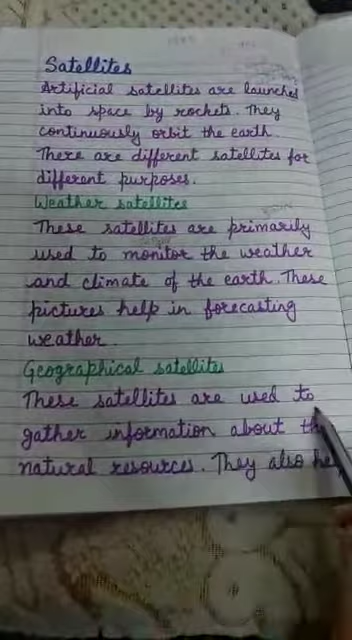 Satellites
Artificial satellites are launched
into space by rockets. They
continuously orbit the earth.
There are different satellites for
different purposes.
Weather satellites
These satellites are primarily
used to monitor the weather
and climate of the earth. These
pictures help in forecasting
weather.
Geographical satellites
These satellites are used to
gather information about the
natural resources. They also